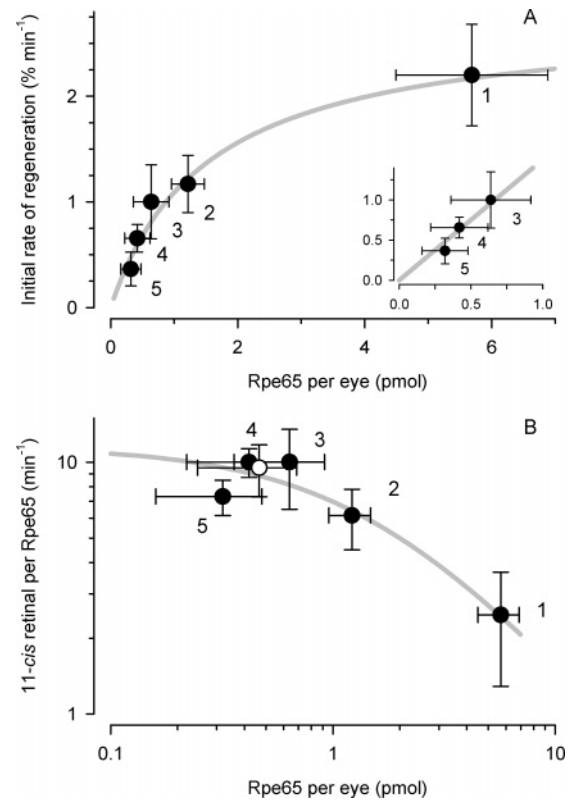 A
Initial rate of regeneration (% min⁻¹)
2
1
0
1
2
3
4
5
1.0
0.5
0.0
3
4
5
0.0 0.5 1.0
0 2 4 6
Rpe65 per eye (pmol)
B
11-cis retinal per Rpe65 (min⁻¹)
10
1
4
3
5
2
1
0.1 1 10
Rpe65 per eye (pmol)